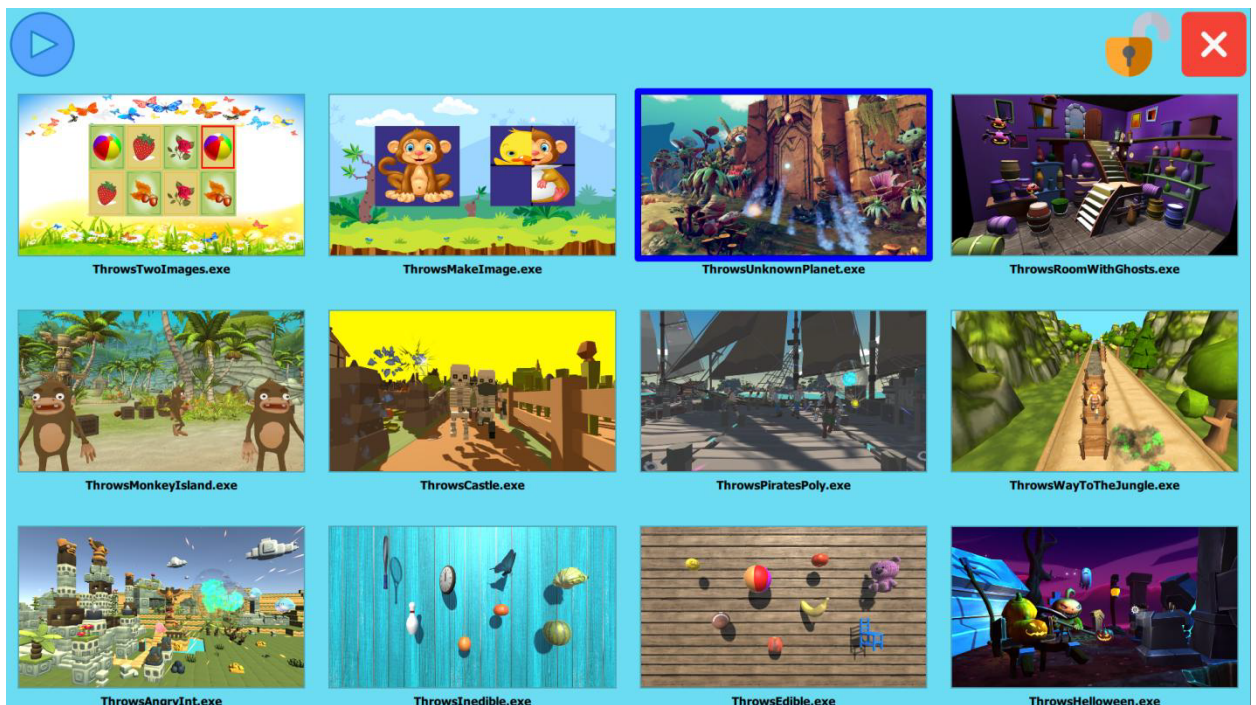 ThrowsTwoImages.exe
ThrowsMakeImage.exe
ThrowsUnknownPlanet.exe
ThrowsRoomWithGhosts.exe
ThrowsMonkeyIsland.exe
ThrowsCastle.exe
ThrowsPiratesPoly.exe
ThrowsWayToTheJungle.exe
ThrowsAngryInt.exe
ThrowsInedible.exe
ThrowsEdible.exe
ThrowsHelloween.exe